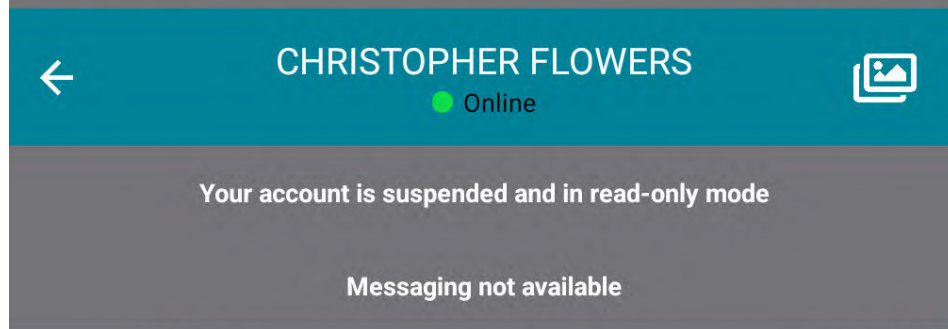 CHRISTOPHER FLOWERS
Online
Your account is suspended and in read-only mode
Messaging not available